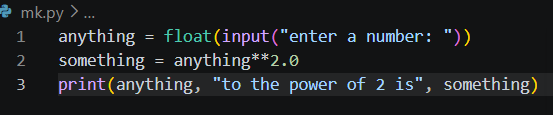 mk.py > ...
1 anything = float(input("enter a number: "))
2 something = anything**2.0
3 print(anything, "to the power of 2 is", something)